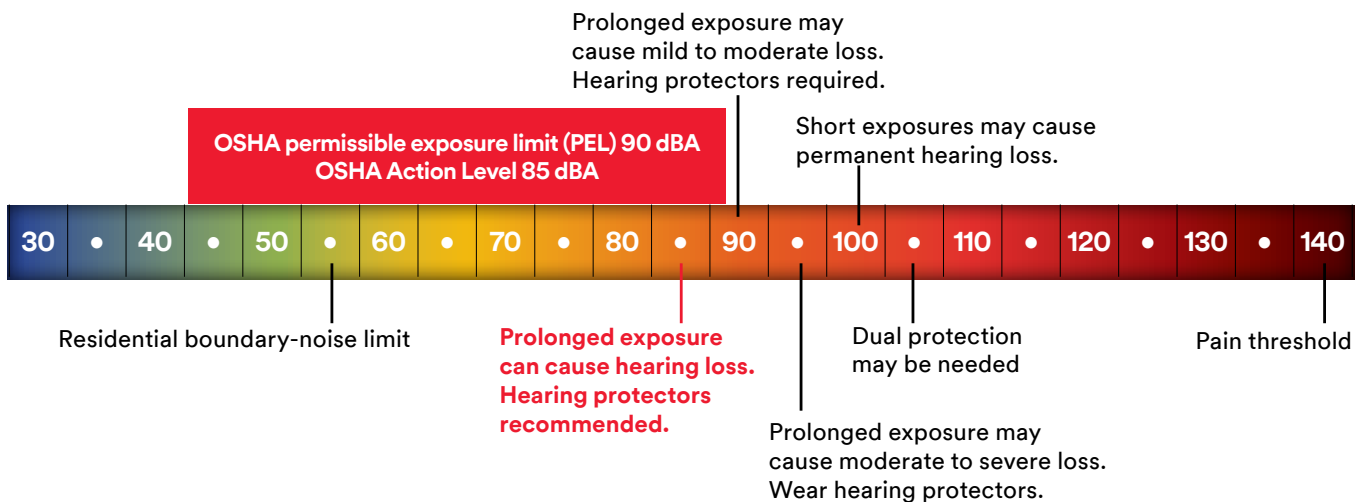 Prolonged exposure may
cause mild to moderate loss.
Hearing protectors required.
OSHA permissible exposure limit (PEL) 90 dBA
OSHA Action Level 85 dBA
Short exposures may cause
permanent hearing loss.
30 • 40 • 50 • 60 70 80 • 90 • 100 • 110 • 120 • 130 • 140
Residential boundary-noise limit
Prolonged exposure
can cause hearing loss.
Hearing protectors
recommended.
Dual protection
may be needed
Pain threshold
Prolonged exposure may
cause moderate to severe loss.
Wear hearing protectors.